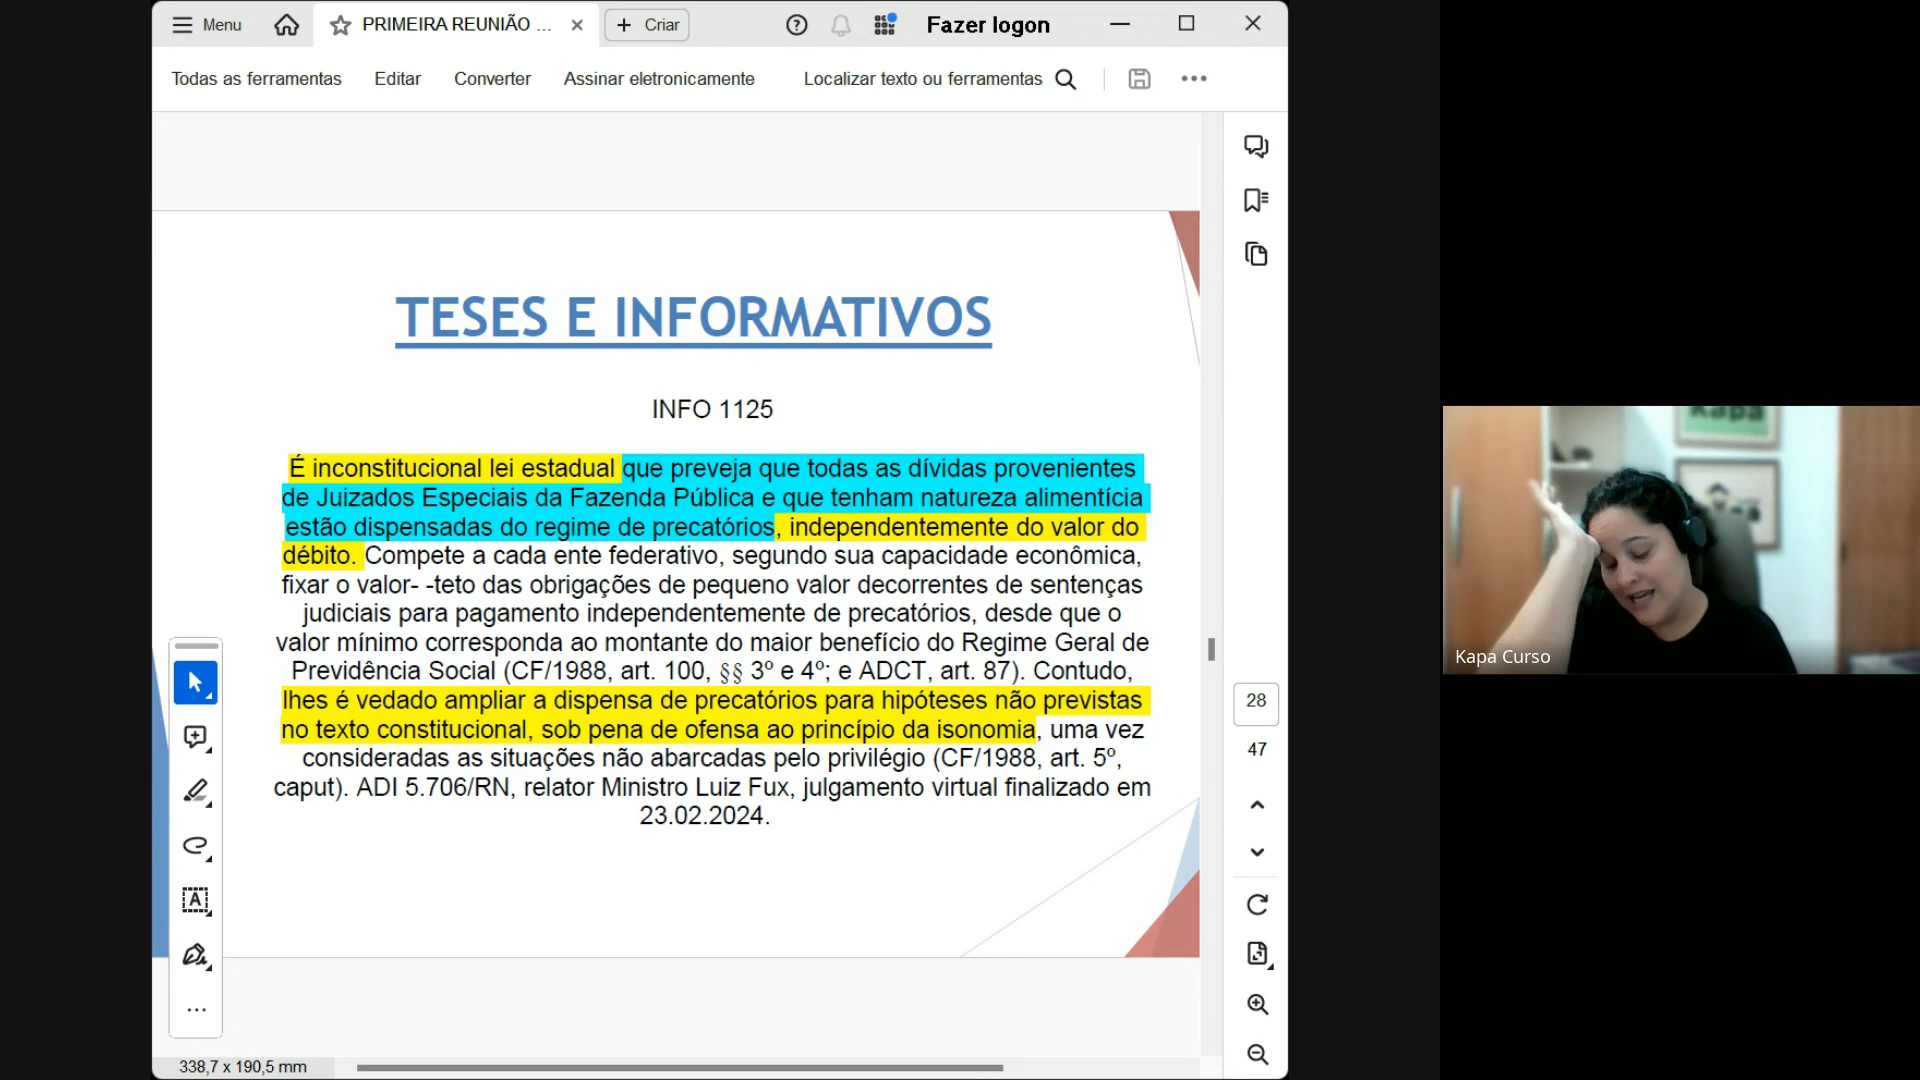 Menu
PRIMEIRA REUNIÃO ...
Criar
Fazer logon
Todas as ferramentas
Editar
Converter
Assinar eletronicamente
Localizar texto ou ferramentas
TESES E INFORMATIVOS
INFO 1125
É inconstitucional lei estadual que preveja que todas as dívidas provenientes
de Juizados Especiais da Fazenda Pública e que tenham natureza alimentícia
estão dispensadas do regime de precatórios, independentemente do valor do
débito. Compete a cada ente federativo, segundo sua capacidade econômica,
fixar o valor- -teto das obrigações de pequeno valor decorrentes de sentenças
judiciais para pagamento independentemente de precatórios, desde que o
valor mínimo corresponda ao montante do maior benefício do Regime Geral de
Previdência Social (CF/1988, art. 100, §§ 3º e 4º; e ADCT, art. 87). Contudo,
lhes é vedado ampliar a dispensa de precatórios para hipóteses não previstas
no texto constitucional, sob pena de ofensa ao princípio da isonomia, uma vez
consideradas as situações não abarcadas pelo privilégio (CF/1988, art. 5º,
caput). ADI 5.706/RN, relator Ministro Luiz Fux, julgamento virtual finalizado em
23.02.2024.
28
47
338,7 x 190,5 mm
Kapa
Kapa Curso